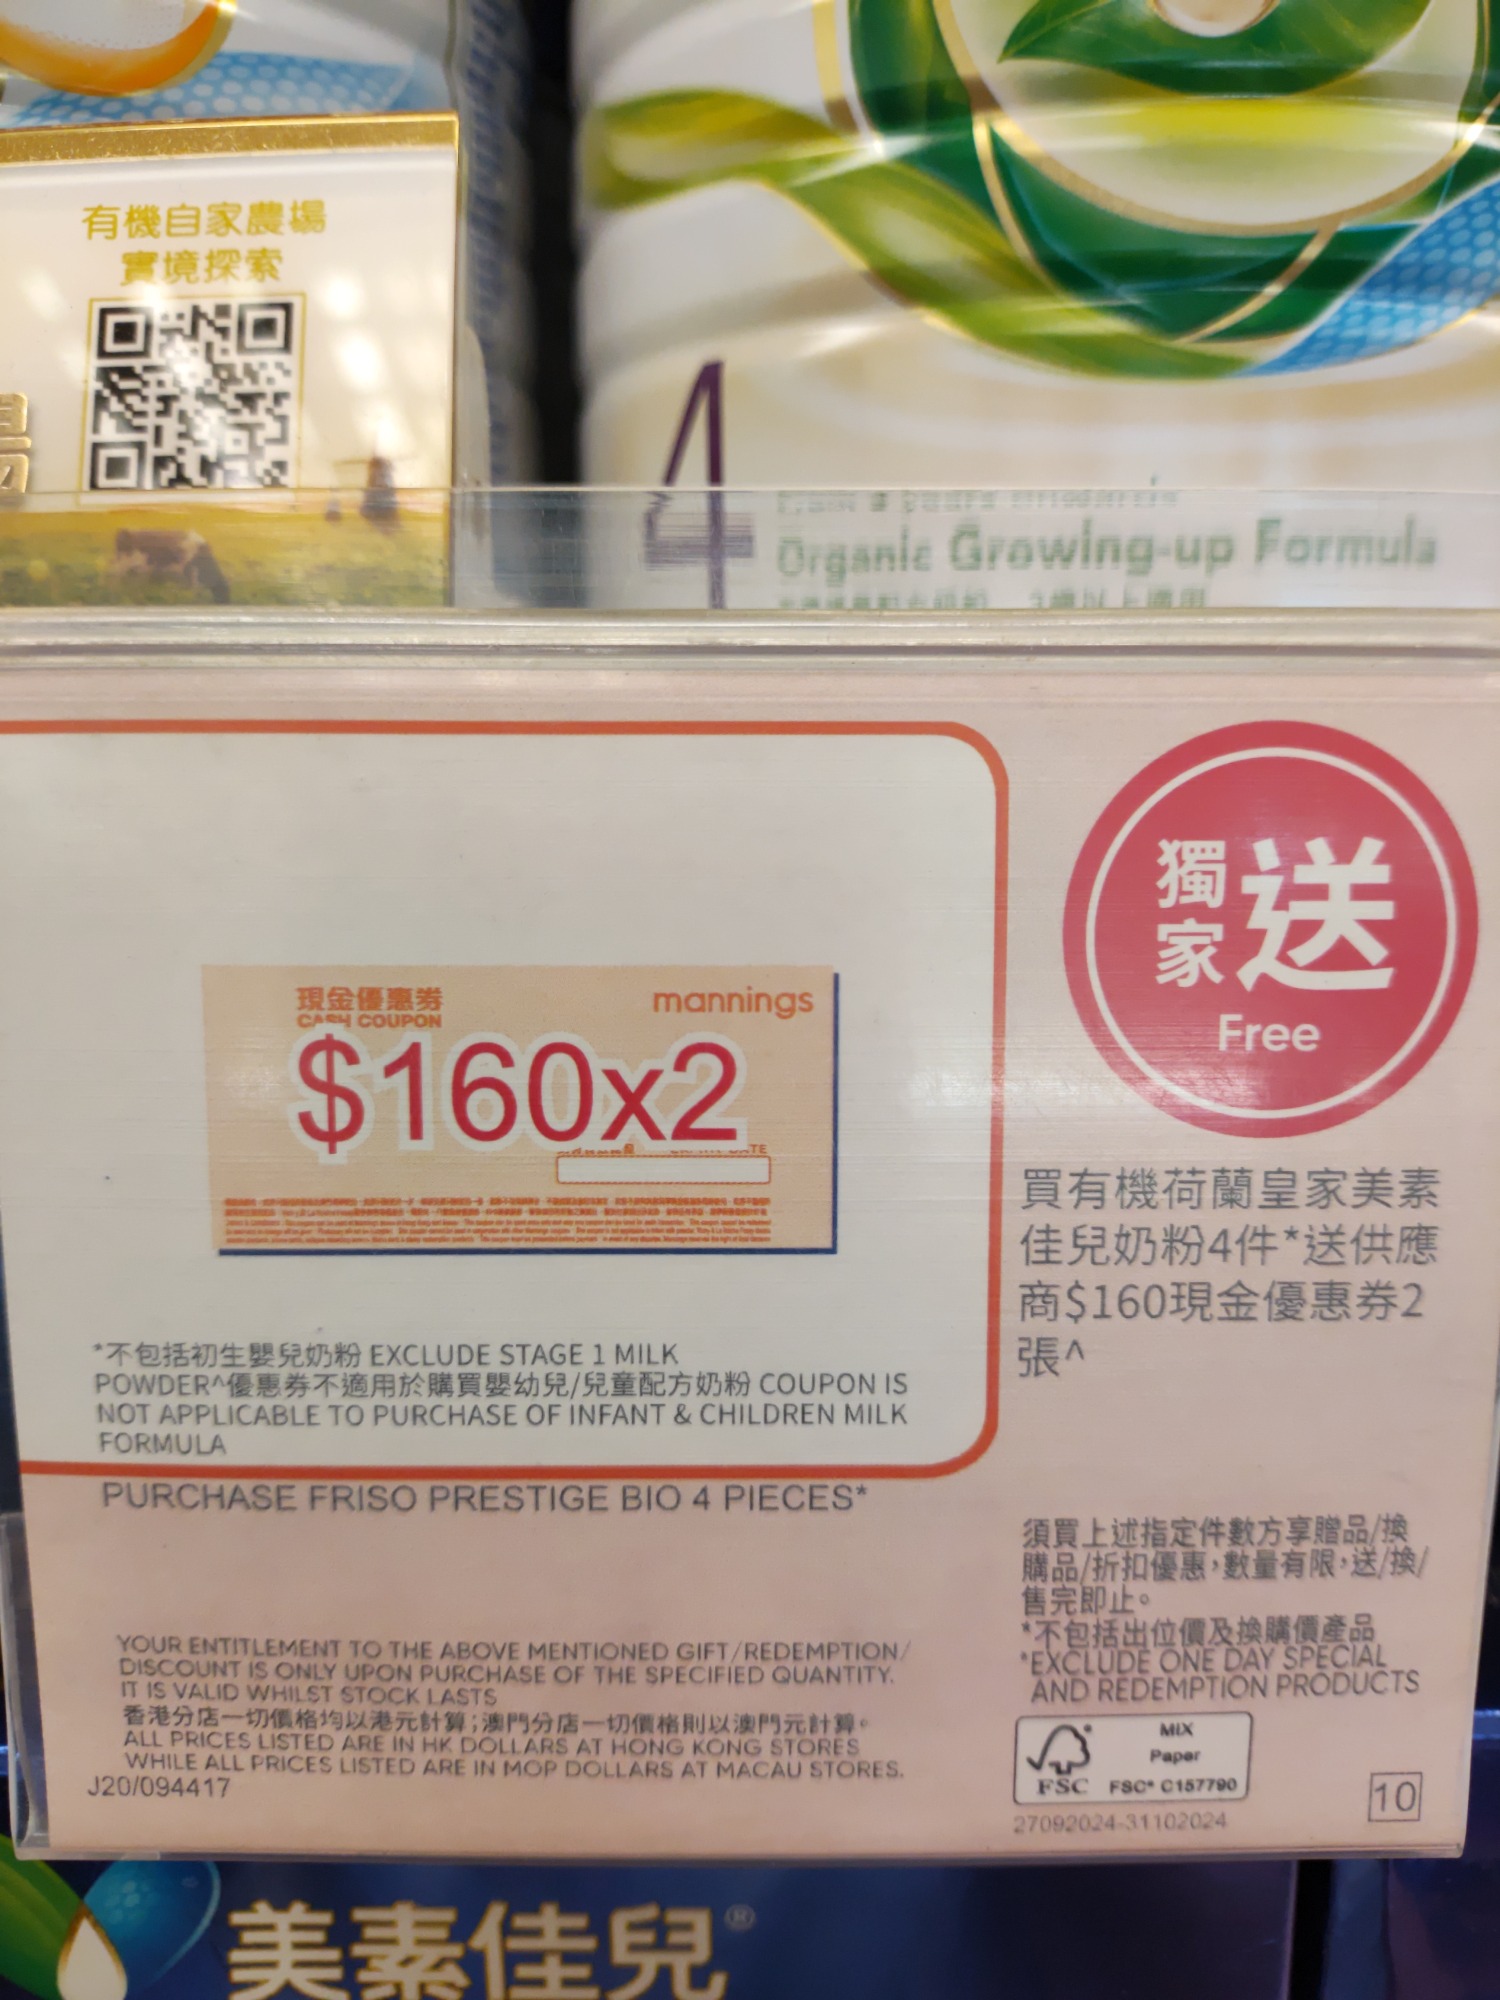 有機自家農場
實境探索
4
Organic Growing-up Formula
3歲以上適用
獨家
送
Free
現金優惠券
CASH COUPON
mannings
$160x2
買有機荷蘭皇家美素
佳兒奶粉4件*送供應
商$160現金優惠券2
張^
*不包括初生嬰兒奶粉 EXCLUDE STAGE 1 MILK
POWDER^優惠券不適用於購買嬰幼兒/兒童配方奶粉 COUPON IS
NOT APPLICABLE TO PURCHASE OF INFANT & CHILDREN MILK
FORMULA
PURCHASE FRISO PRESTIGE BIO 4 PIECES*
須買上述指定件數方享贈品/換
購品/折扣優惠，數量有限，送/換/
售完即止。
*不包括出位價及換購價產品
*EXCLUDE ONE DAY SPECIAL
AND REDEMPTION PRODUCTS
YOUR ENTITLEMENT TO THE ABOVE MENTIONED GIFT/REDEMPTION/
DISCOUNT IS ONLY UPON PURCHASE OF THE SPECIFIED QUANTITY.
IT IS VALID WHILST STOCK LASTS
香港分店一切價格均以港元計算；澳門分店一切價格則以澳門元計算。
ALL PRICES LISTED ARE IN HK DOLLARS AT HONG KONG STORES
WHILE ALL PRICES LISTED ARE IN MOP DOLLARS AT MACAU STORES.
J20/094417
FSC
MIX
Paper
FSC® C157790
27092024-31102024
10
美素佳兒®